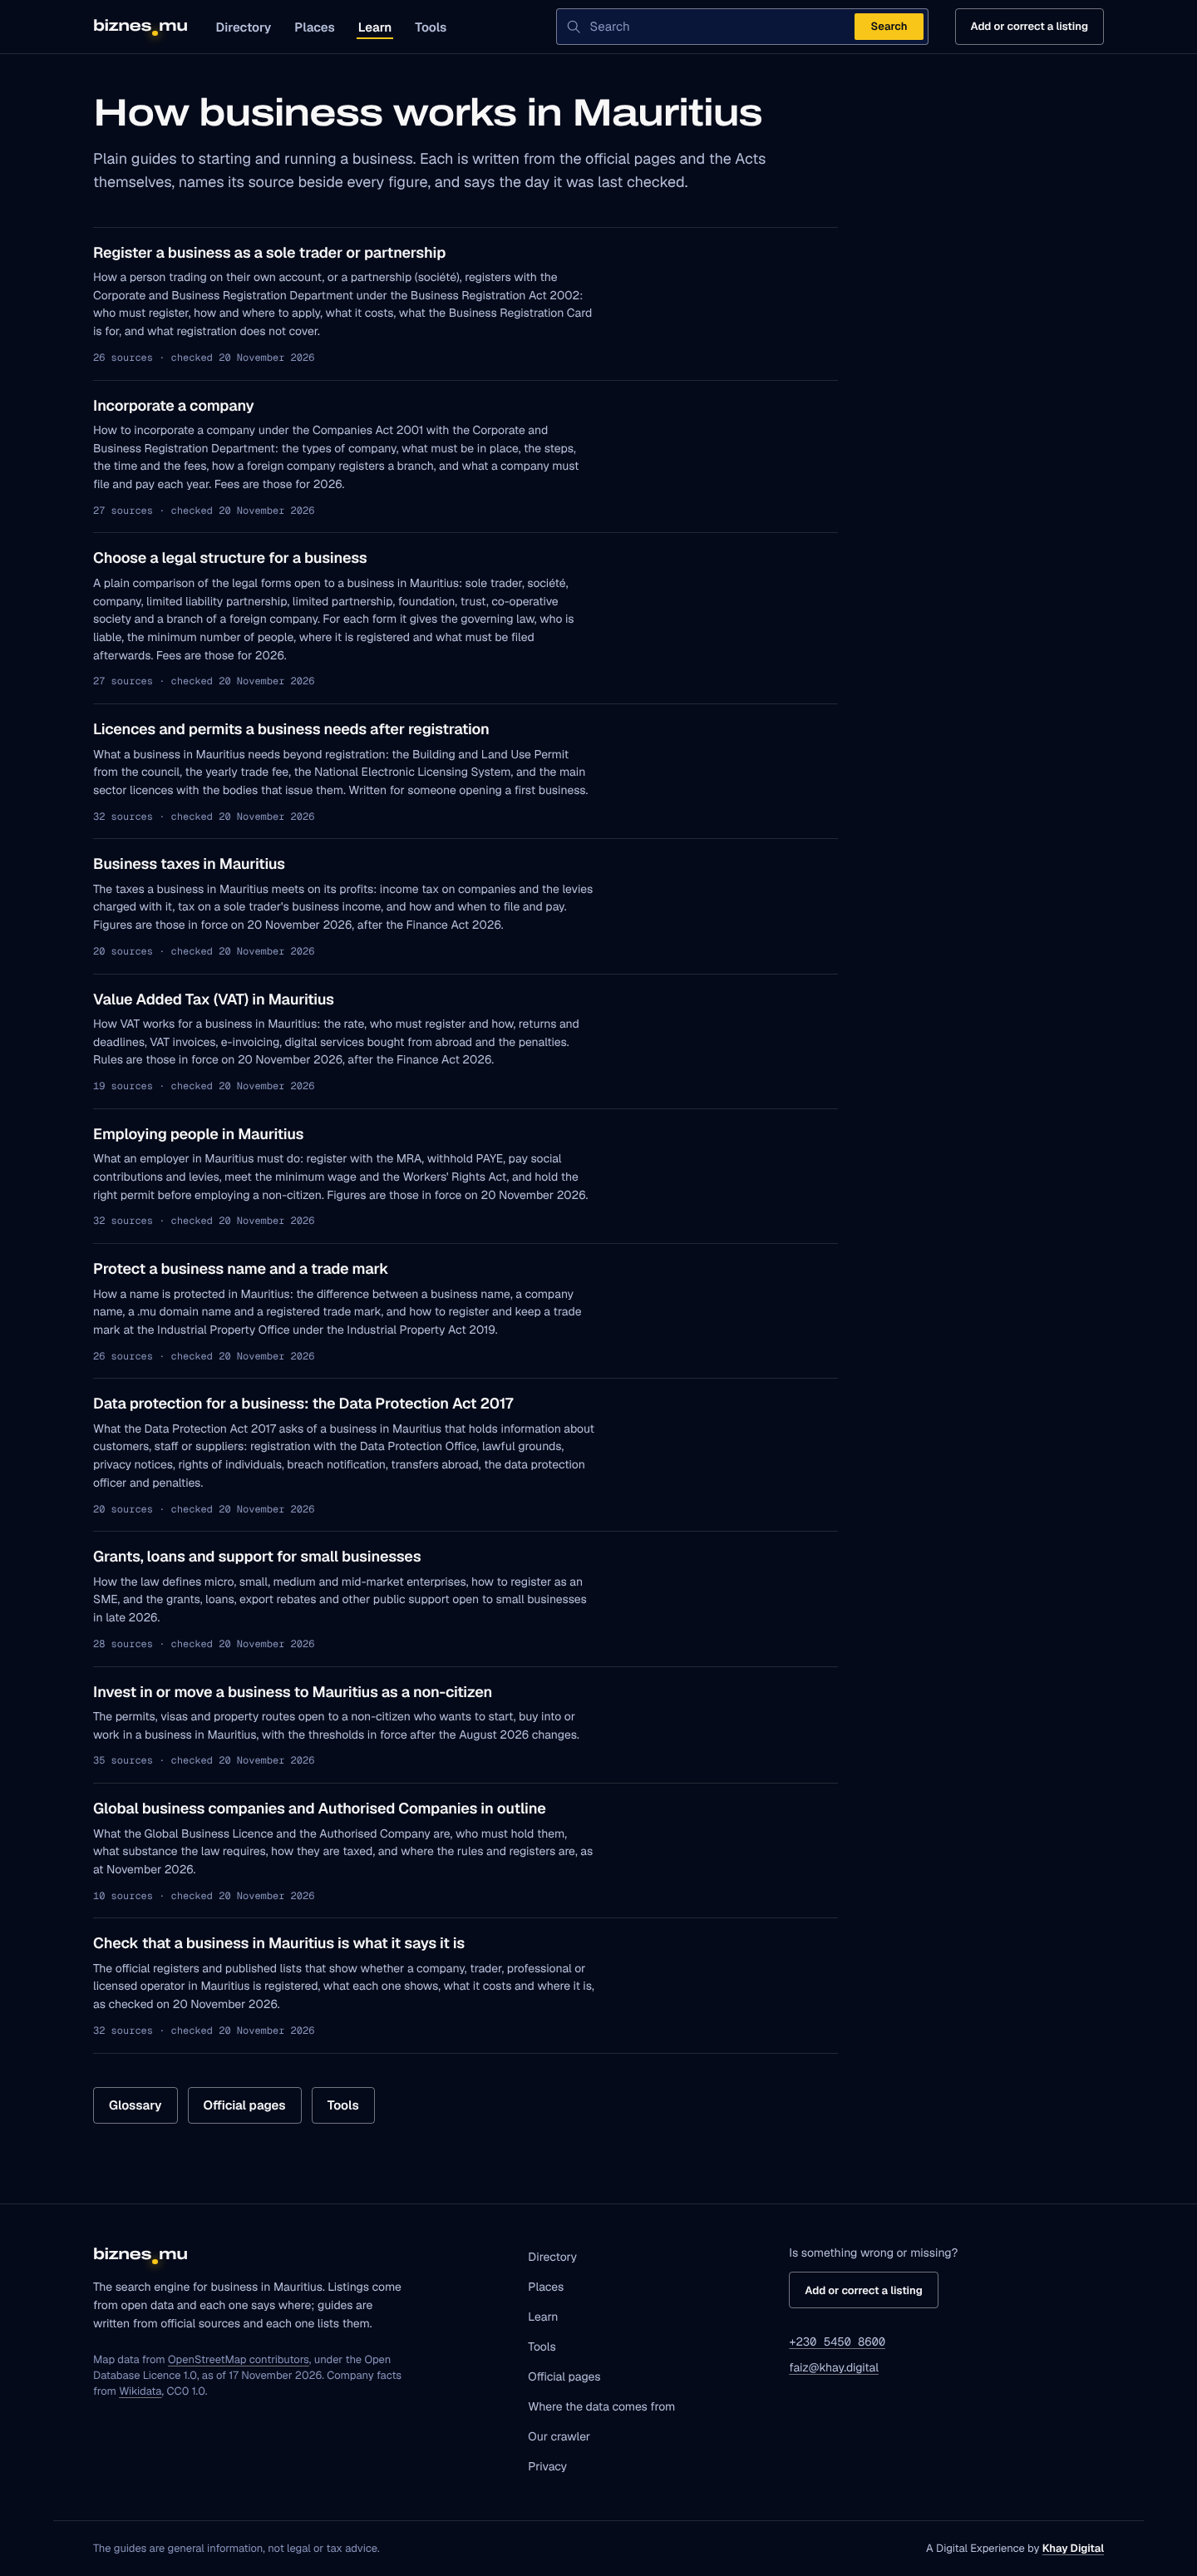 biznes.mu
Directory
Places
Learn
Tools
Search
Search
Add or correct a listing
How business works in Mauritius
Plain guides to starting and running a business. Each is written from the official pages and the Acts
themselves, names its source beside every figure, and says the day it was last checked.
Register a business as a sole trader or partnership
How a person trading on their own account, or a partnership (société), registers with the
Corporate and Business Registration Department under the Business Registration Act 2002:
who must register, how and where to apply, what it costs, what the Business Registration Card
is for, and what registration does not cover.
26 sources · checked 20 November 2026
Incorporate a company
How to incorporate a company under the Companies Act 2001 with the Corporate and
Business Registration Department: the types of company, what must be in place, the steps,
the time and the fees, how a foreign company registers a branch, and what a company must
file and pay each year. Fees are those for 2026.
27 sources · checked 20 November 2026
Choose a legal structure for a business
A plain comparison of the legal forms open to a business in Mauritius: sole trader, société,
company, limited liability partnership, limited partnership, foundation, trust, co-operative
society and a branch of a foreign company. For each form it gives the governing law, who is
liable, the minimum number of people, where it is registered and what must be filed
afterwards. Fees are those for 2026.
27 sources · checked 20 November 2026
Licences and permits a business needs after registration
What a business in Mauritius needs beyond registration: the Building and Land Use Permit
from the council, the yearly trade fee, the National Electronic Licensing System, and the main
sector licences with the bodies that issue them. Written for someone opening a first business.
32 sources · checked 20 November 2026
Business taxes in Mauritius
The taxes a business in Mauritius meets on its profits: income tax on companies and the levies
charged with it, tax on a sole trader's business income, and how and when to file and pay.
Figures are those in force on 20 November 2026, after the Finance Act 2026.
20 sources · checked 20 November 2026
Value Added Tax (VAT) in Mauritius
How VAT works for a business in Mauritius: the rate, who must register and how, returns and
deadlines, VAT invoices, e-invoicing, digital services bought from abroad and the penalties.
Rules are those in force on 20 November 2026, after the Finance Act 2026.
19 sources · checked 20 November 2026
Employing people in Mauritius
What an employer in Mauritius must do: register with the MRA, withhold PAYE, pay social
contributions and levies, meet the minimum wage and the Workers' Rights Act, and hold the
right permit before employing a non-citizen. Figures are those in force on 20 November 2026.
32 sources · checked 20 November 2026
Protect a business name and a trade mark
How a name is protected in Mauritius: the difference between a business name, a company
name, a .mu domain name and a registered trade mark, and how to register and keep a trade
mark at the Industrial Property Office under the Industrial Property Act 2019.
26 sources · checked 20 November 2026
Data protection for a business: the Data Protection Act 2017
What the Data Protection Act 2017 asks of a business in Mauritius that holds information about
customers, staff or suppliers: registration with the Data Protection Office, lawful grounds,
privacy notices, rights of individuals, breach notification, transfers abroad, the data protection
officer and penalties.
20 sources · checked 20 November 2026
Grants, loans and support for small businesses
How the law defines micro, small, medium and mid-market enterprises, how to register as an
SME, and the grants, loans, export rebates and other public support open to small businesses
in late 2026.
28 sources · checked 20 November 2026
Invest in or move a business to Mauritius as a non-citizen
The permits, visas and property routes open to a non-citizen who wants to start, buy into or
work in a business in Mauritius, with the thresholds in force after the August 2026 changes.
35 sources · checked 20 November 2026
Global business companies and Authorised Companies in outline
What the Global Business Licence and the Authorised Company are, who must hold them,
what substance the law requires, how they are taxed, and where the rules and registers are, as
at November 2026.
10 sources · checked 20 November 2026
Check that a business in Mauritius is what it says it is
The official registers and published lists that show whether a company, trader, professional or
licensed operator in Mauritius is registered, what each one shows, what it costs and where it is,
as checked on 20 November 2026.
32 sources · checked 20 November 2026
Glossary
Official pages
Tools
biznes.mu
The search engine for business in Mauritius. Listings come
from open data and each one says where; guides are
written from official sources and each one lists them.
Map data from OpenStreetMap contributors, under the Open
Database Licence 1.0, as of 17 November 2026. Company facts
from Wikidata, CC0 1.0.
Directory
Places
Learn
Tools
Official pages
Where the data comes from
Our crawler
Privacy
Is something wrong or missing?
Add or correct a listing
+230 5450 8600
faiz@khay.digital
The guides are general information, not legal or tax advice.
A Digital Experience by Khay Digital